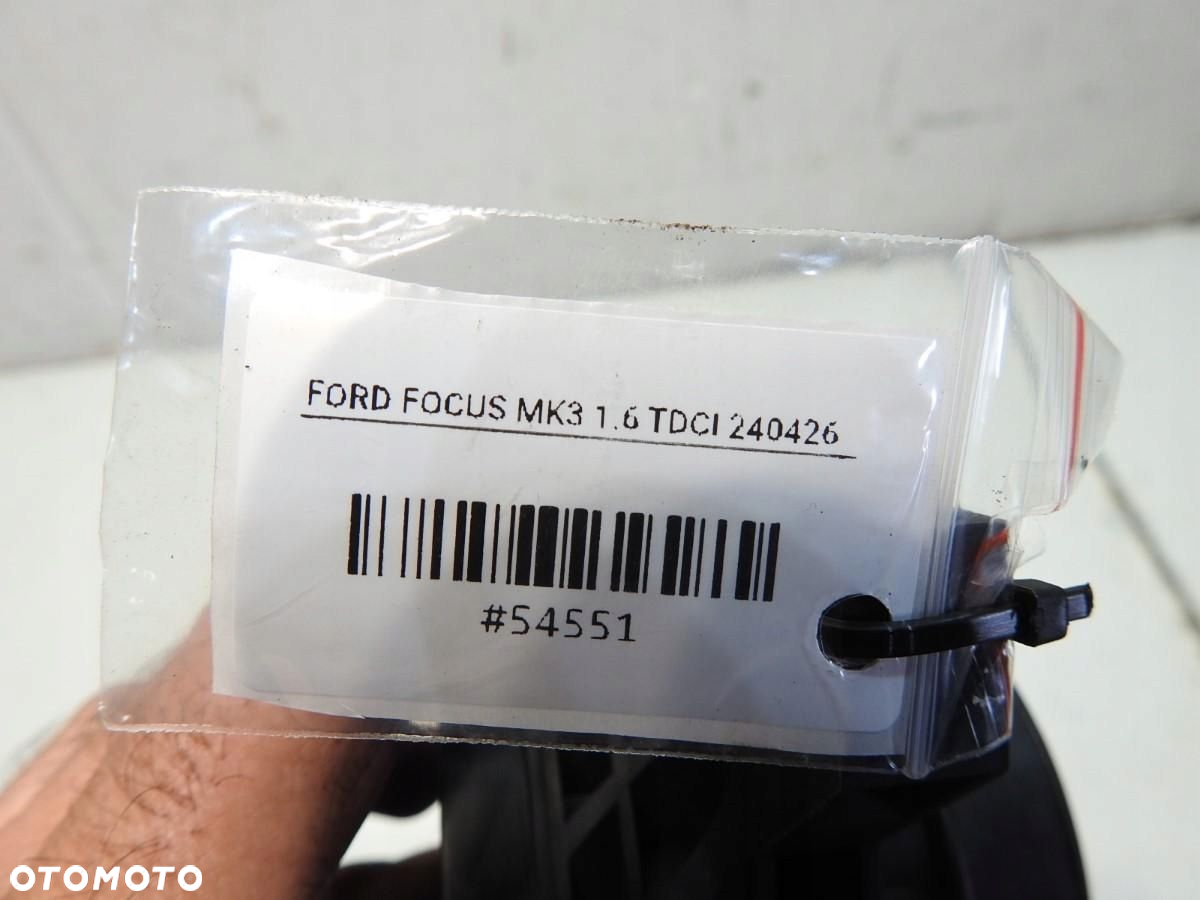 FORD FOCUS MK3 1.6 TDCI 240426
#54551
OTOMOTO